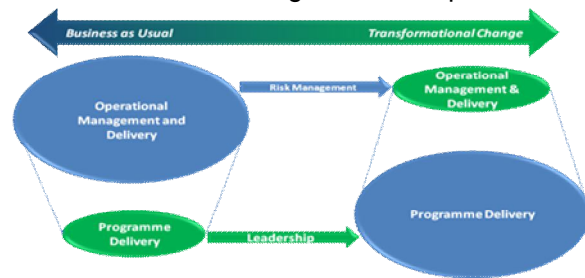 Business as Usual
Transformational Change
Operational
Management and
Delivery
Risk Management
Operational
Management &
Delivery
Programme
Delivery
Leadership
Programme Delivery